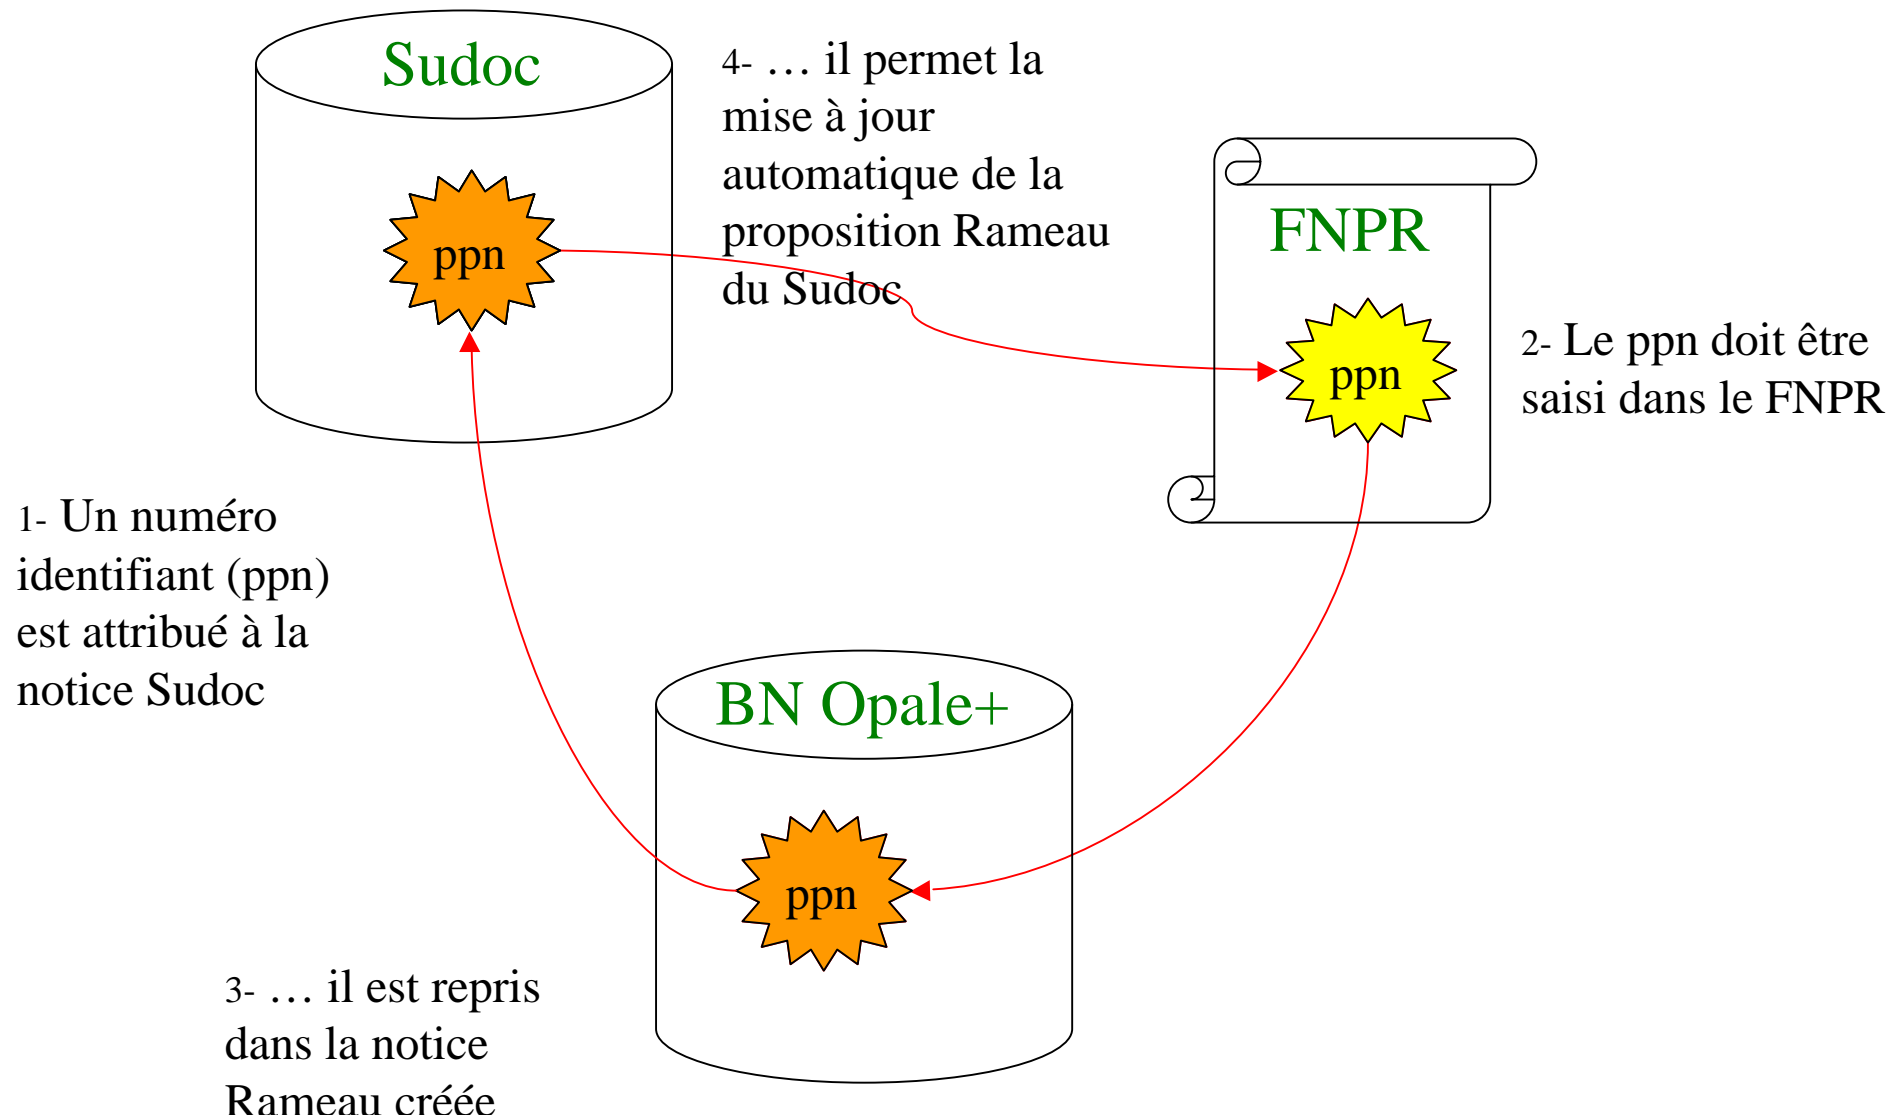 Sudoc
ppn
4- … il permet la
mise à jour
automatique de la
proposition Rameau
du Sudoc
FNPR
ppn
2- Le ppn doit être
saisi dans le FNPR
1- Un numéro
identifiant (ppn)
est attribué à la
notice Sudoc
BN Opale+
ppn
3- … il est repris
dans la notice
Rameau créée